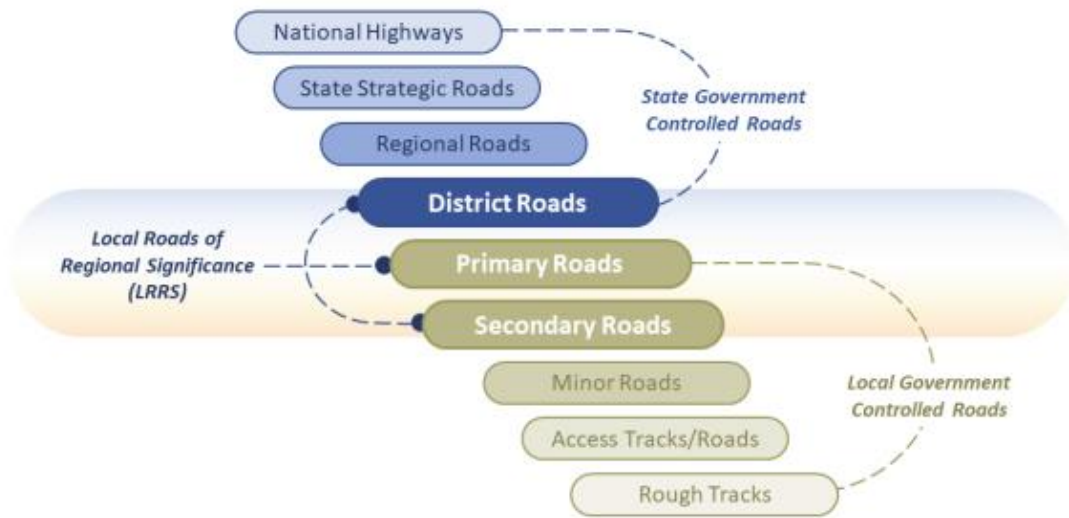 National Highways
State Strategic Roads
State Government
Controlled Roads
Regional Roads
District Roads
Local Roads of
Regional Significance
(LRRS)
Primary Roads
Secondary Roads
Minor Roads
Local Government
Controlled Roads
Access Tracks/Roads
Rough Tracks